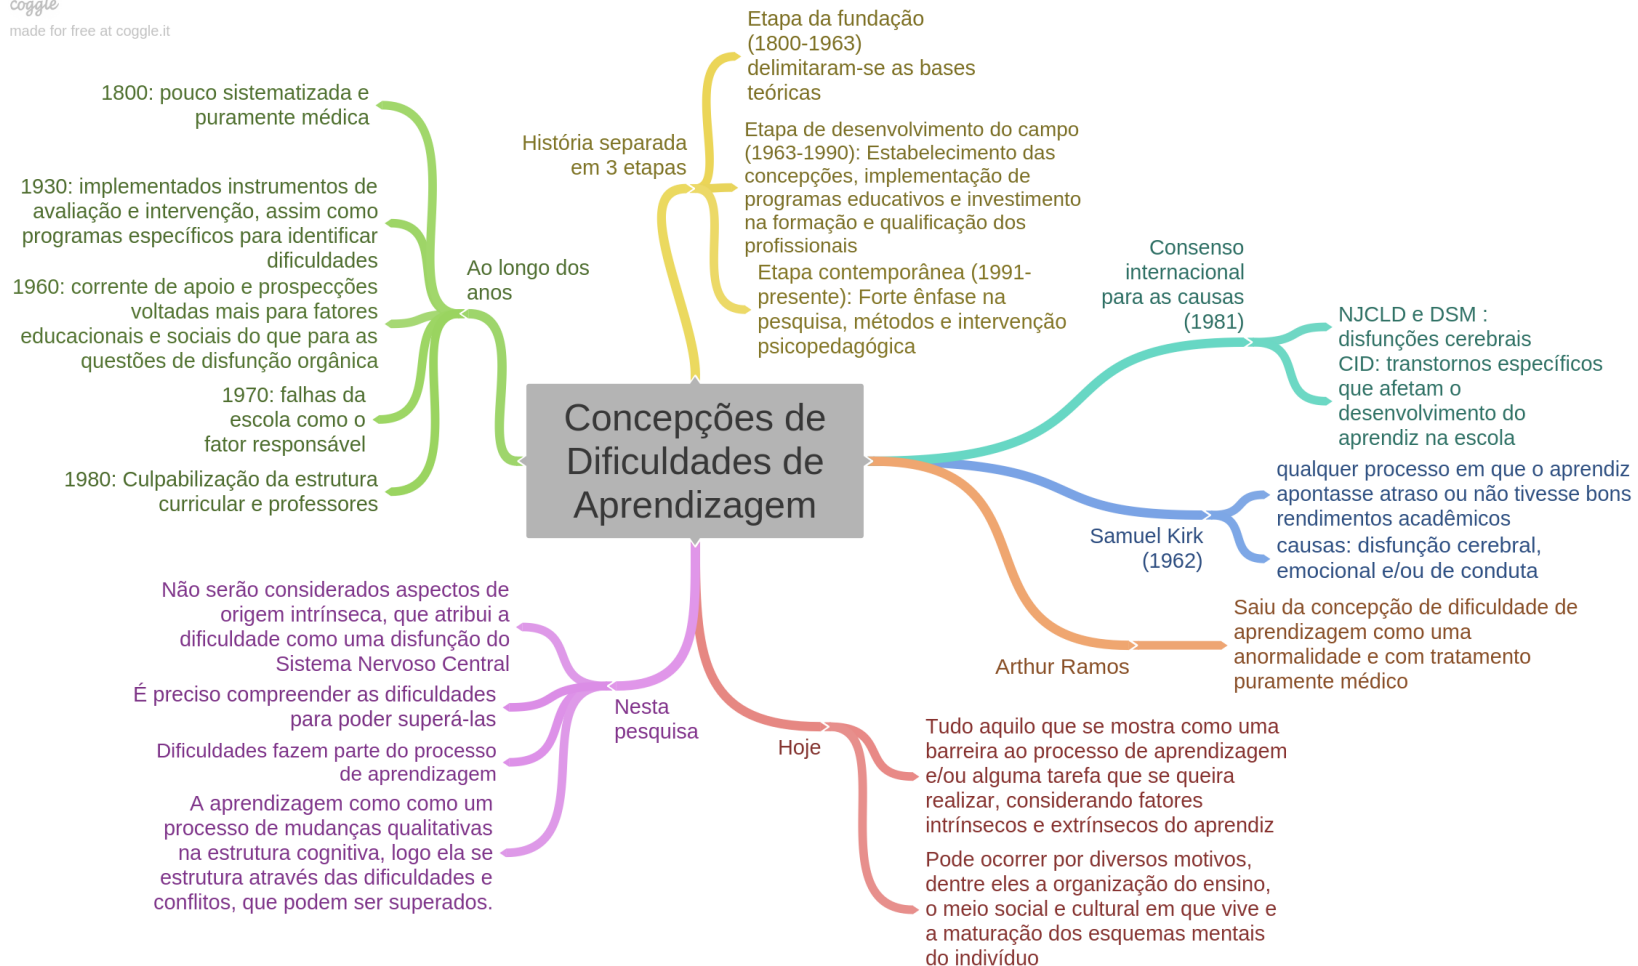 coggle
made for free at coggle.it
Concepções de
Dificuldades de
Aprendizagem
História separada
em 3 etapas
Etapa da fundação
(1800-1963)
delimitaram-se as bases
teóricas
Etapa de desenvolvimento do campo
(1963-1990): Estabelecimento das
concepções, implementação de
programas educativos e investimento
na formação e qualificação dos
profissionais
Etapa contemporânea (1991-
presente): Forte ênfase na
pesquisa, métodos e intervenção
psicopedagógica
Ao longo dos
anos
1800: pouco sistematizada e
puramente médica
1930: implementados instrumentos de
avaliação e intervenção, assim como
programas específicos para identificar
dificuldades
1960: corrente de apoio e prospecções
voltadas mais para fatores
educacionais e sociais do que para as
questões de disfunção orgânica
1970: falhas da
escola como o
fator responsável
1980: Culpabilização da estrutura
curricular e professores
Consenso
internacional
para as causas
(1981)
NJCLD e DSM :
disfunções cerebrais
CID: transtornos específicos
que afetam o
desenvolvimento do
aprendiz na escola
Samuel Kirk
(1962)
qualquer processo em que o aprendiz
apontasse atraso ou não tivesse bons
rendimentos acadêmicos
causas: disfunção cerebral,
emocional e/ou de conduta
Arthur Ramos
Saiu da concepção de dificuldade de
aprendizagem como uma
anormalidade e com tratamento
puramente médico
Hoje
Tudo aquilo que se mostra como uma
barreira ao processo de aprendizagem
e/ou alguma tarefa que se queira
realizar, considerando fatores
intrínsecos e extrínsecos do aprendiz
Pode ocorrer por diversos motivos,
dentre eles a organização do ensino,
o meio social e cultural em que vive e
a maturação dos esquemas mentais
do indivíduo
Nesta
pesquisa
Não serão considerados aspectos de
origem intrínseca, que atribui a
dificuldade como uma disfunção do
Sistema Nervoso Central
É preciso compreender as dificuldades
para poder superá-las
Dificuldades fazem parte do processo
de aprendizagem
A aprendizagem como como um
processo de mudanças qualitativas
na estrutura cognitiva, logo ela se
estrutura através das dificuldades e
conflitos, que podem ser superados.